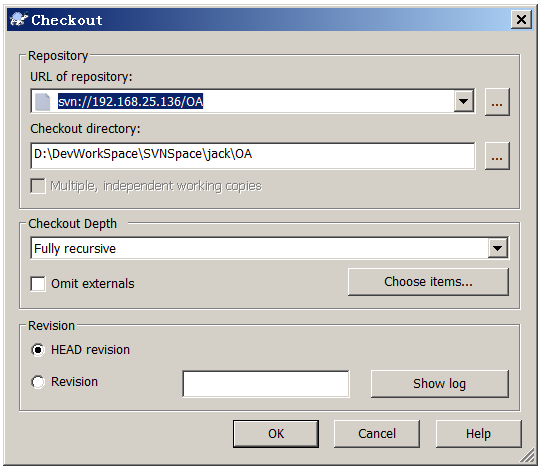 Checkout
Repository
URL of repository:
svn://192.168.25.136/OA
...
Checkout directory:
D:\DevWorkSpace\SVNSpace\jack\OA
...
Multiple, independent working copies
Checkout Depth
Fully recursive
Omit externals
Choose items...
Revision
HEAD revision
Revision
Show log
OK
Cancel
Help